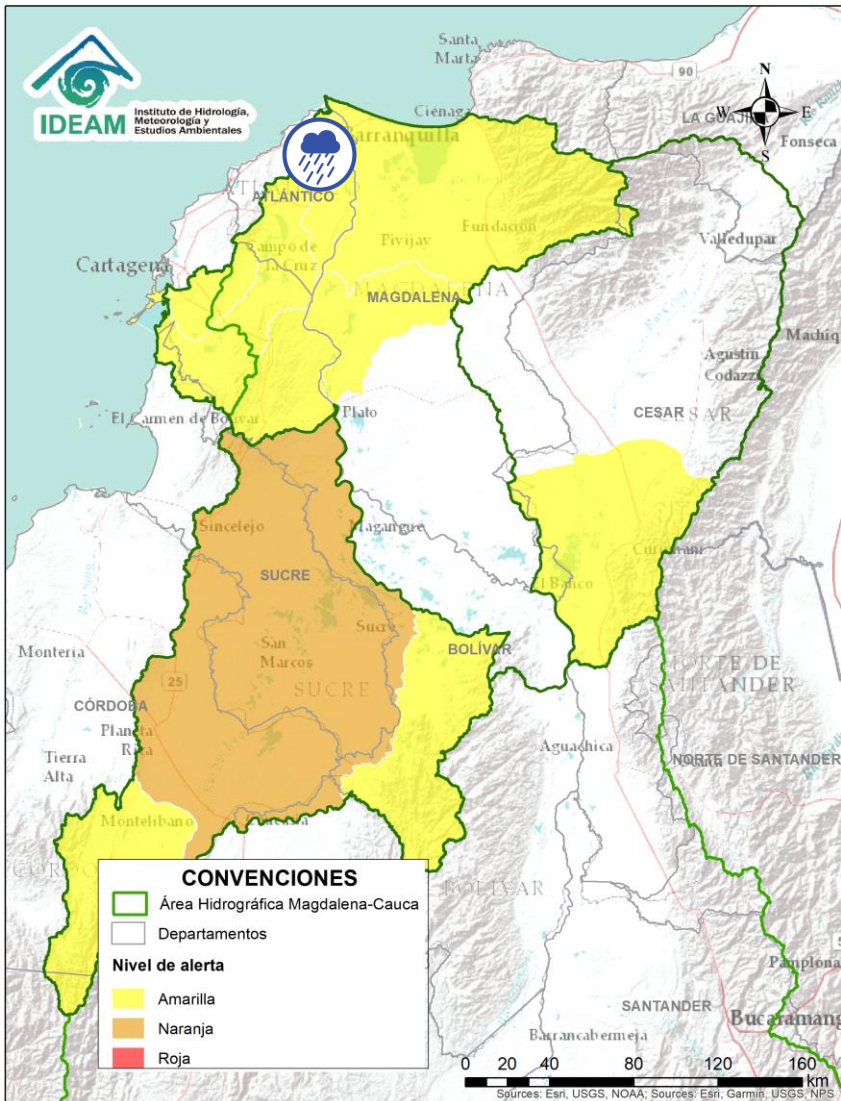 IDEAM
Instituto de Hidrología,
Meteorología y
Estudios Ambientales
Santa
Marta
90
N
W
E
S
Ciénaga
LA GUAJIRA
Fonseca
Barranquilla
ATLÁNTICO
Fundación
Valledupar
Campo de
la Cruz
Pivijay
Cartagena
MAGDALENA
MAGDALENA
Agustín
Codazzi
El Carmen de Bolívar
Plato
CESAR
CESAR
Sincelejo
Magangué
Curumaní
El Banco
SUCRE
Sucre
San
Marcos
BOLÍVAR
Montería
SUCRE
NORTE DE
SANTANDER
25
CÓRDOBA
Planeta
Rica
Aguachica
Tierra
Alta
NORTE DE SANTANDER
Montelíbano
BOLÍVAR
CONVENCIONES
Área Hidrográfica Magdalena-Cauca
Departamentos
Nivel de alerta
Amarilla
Naranja
Roja
Pamplona
SANTANDER
Bucaramang
Barrancabermeja
0 20 40 80 120 160
km
Sources: Esri, USGS, NOAA; Sources: Esri, Garmin, USGS, NPS